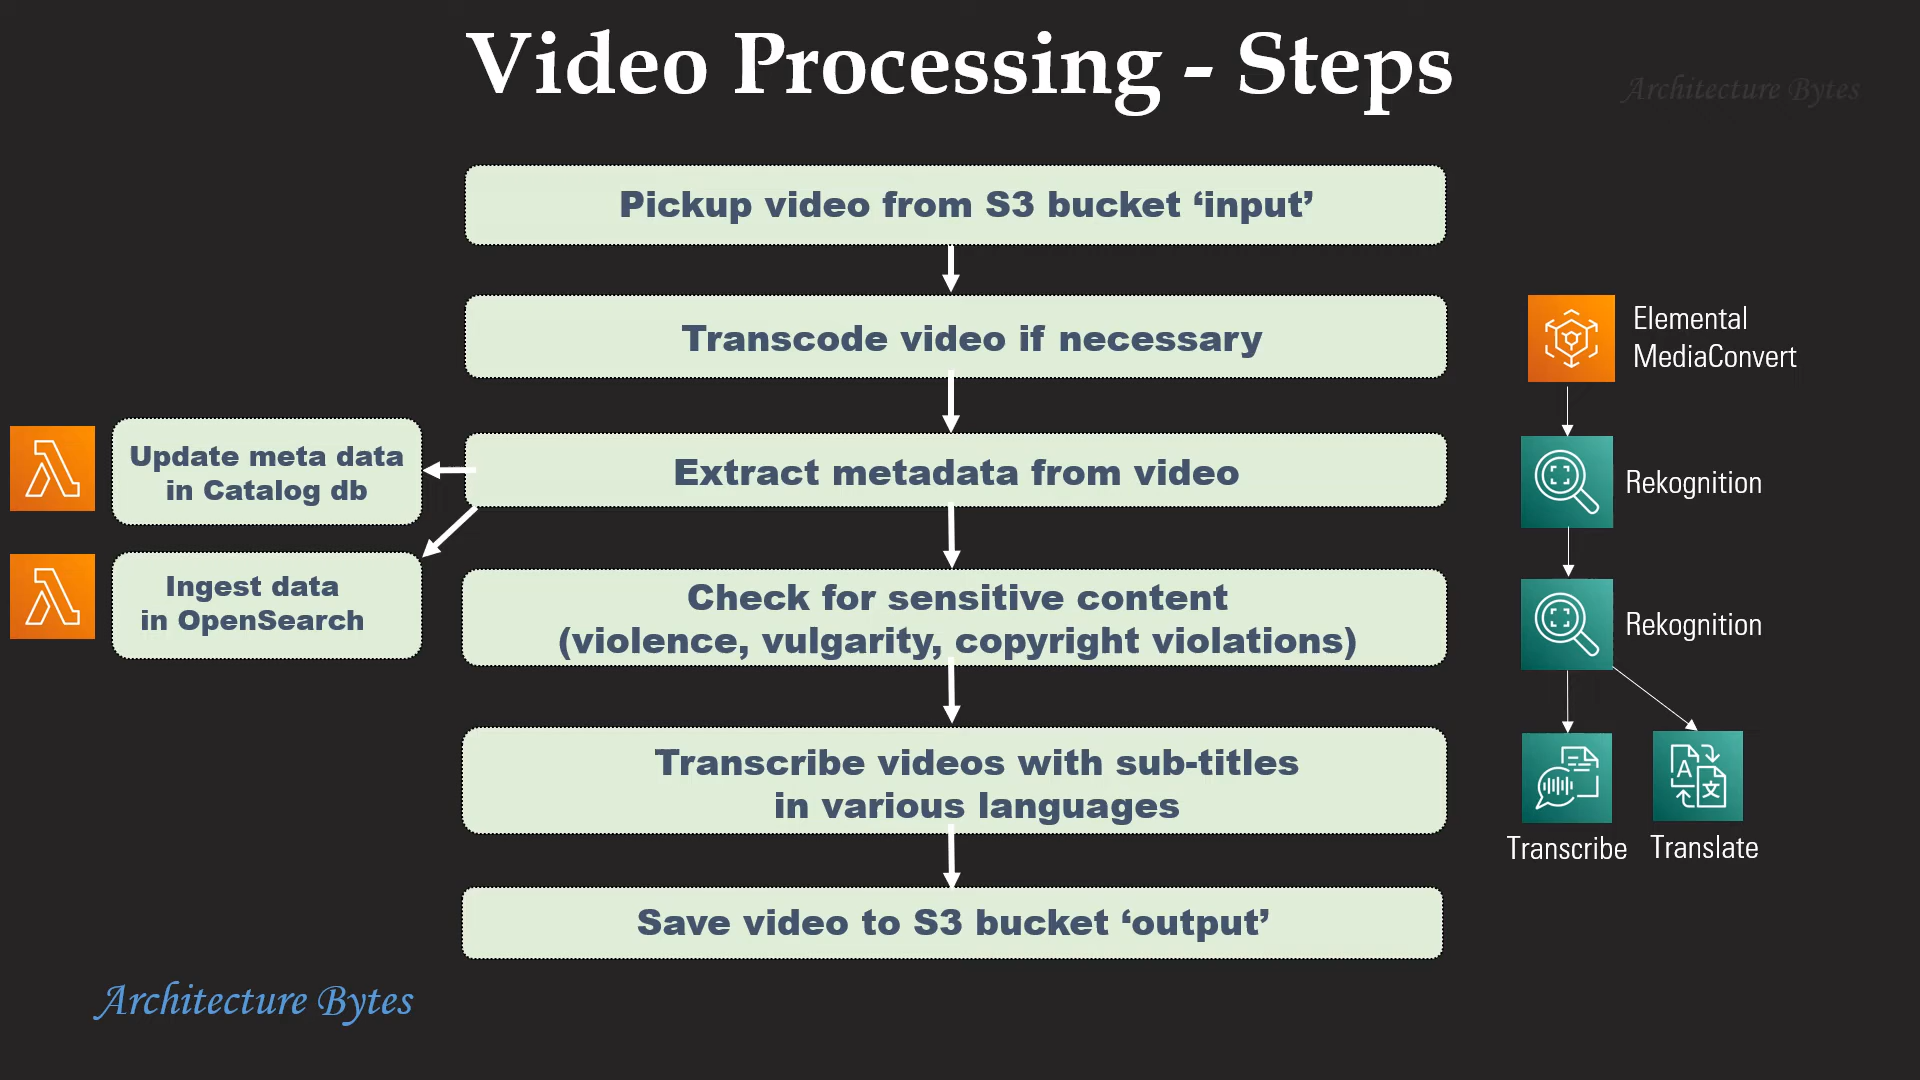 Video Processing - Steps
Architecture Bytes
Pickup video from S3 bucket ‘input’
Transcode video if necessary
Elemental
MediaConvert
Update meta data
in Catalog db
Extract metadata from video
Rekognition
Ingest data
in OpenSearch
Check for sensitive content
(violence, vulgarity, copyright violations)
Rekognition
Transcribe videos with sub-titles
in various languages
A
文
Transcribe
Translate
Save video to S3 bucket ‘output’
Architecture Bytes